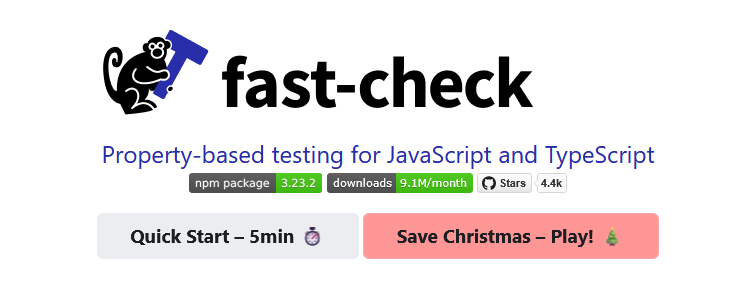 fast-check
Property-based testing for JavaScript and TypeScript
npm package 3.23.2 downloads 9.1M/month Stars 4.4k
Quick Start – 5min ⏱️ Save Christmas – Play! 🎄